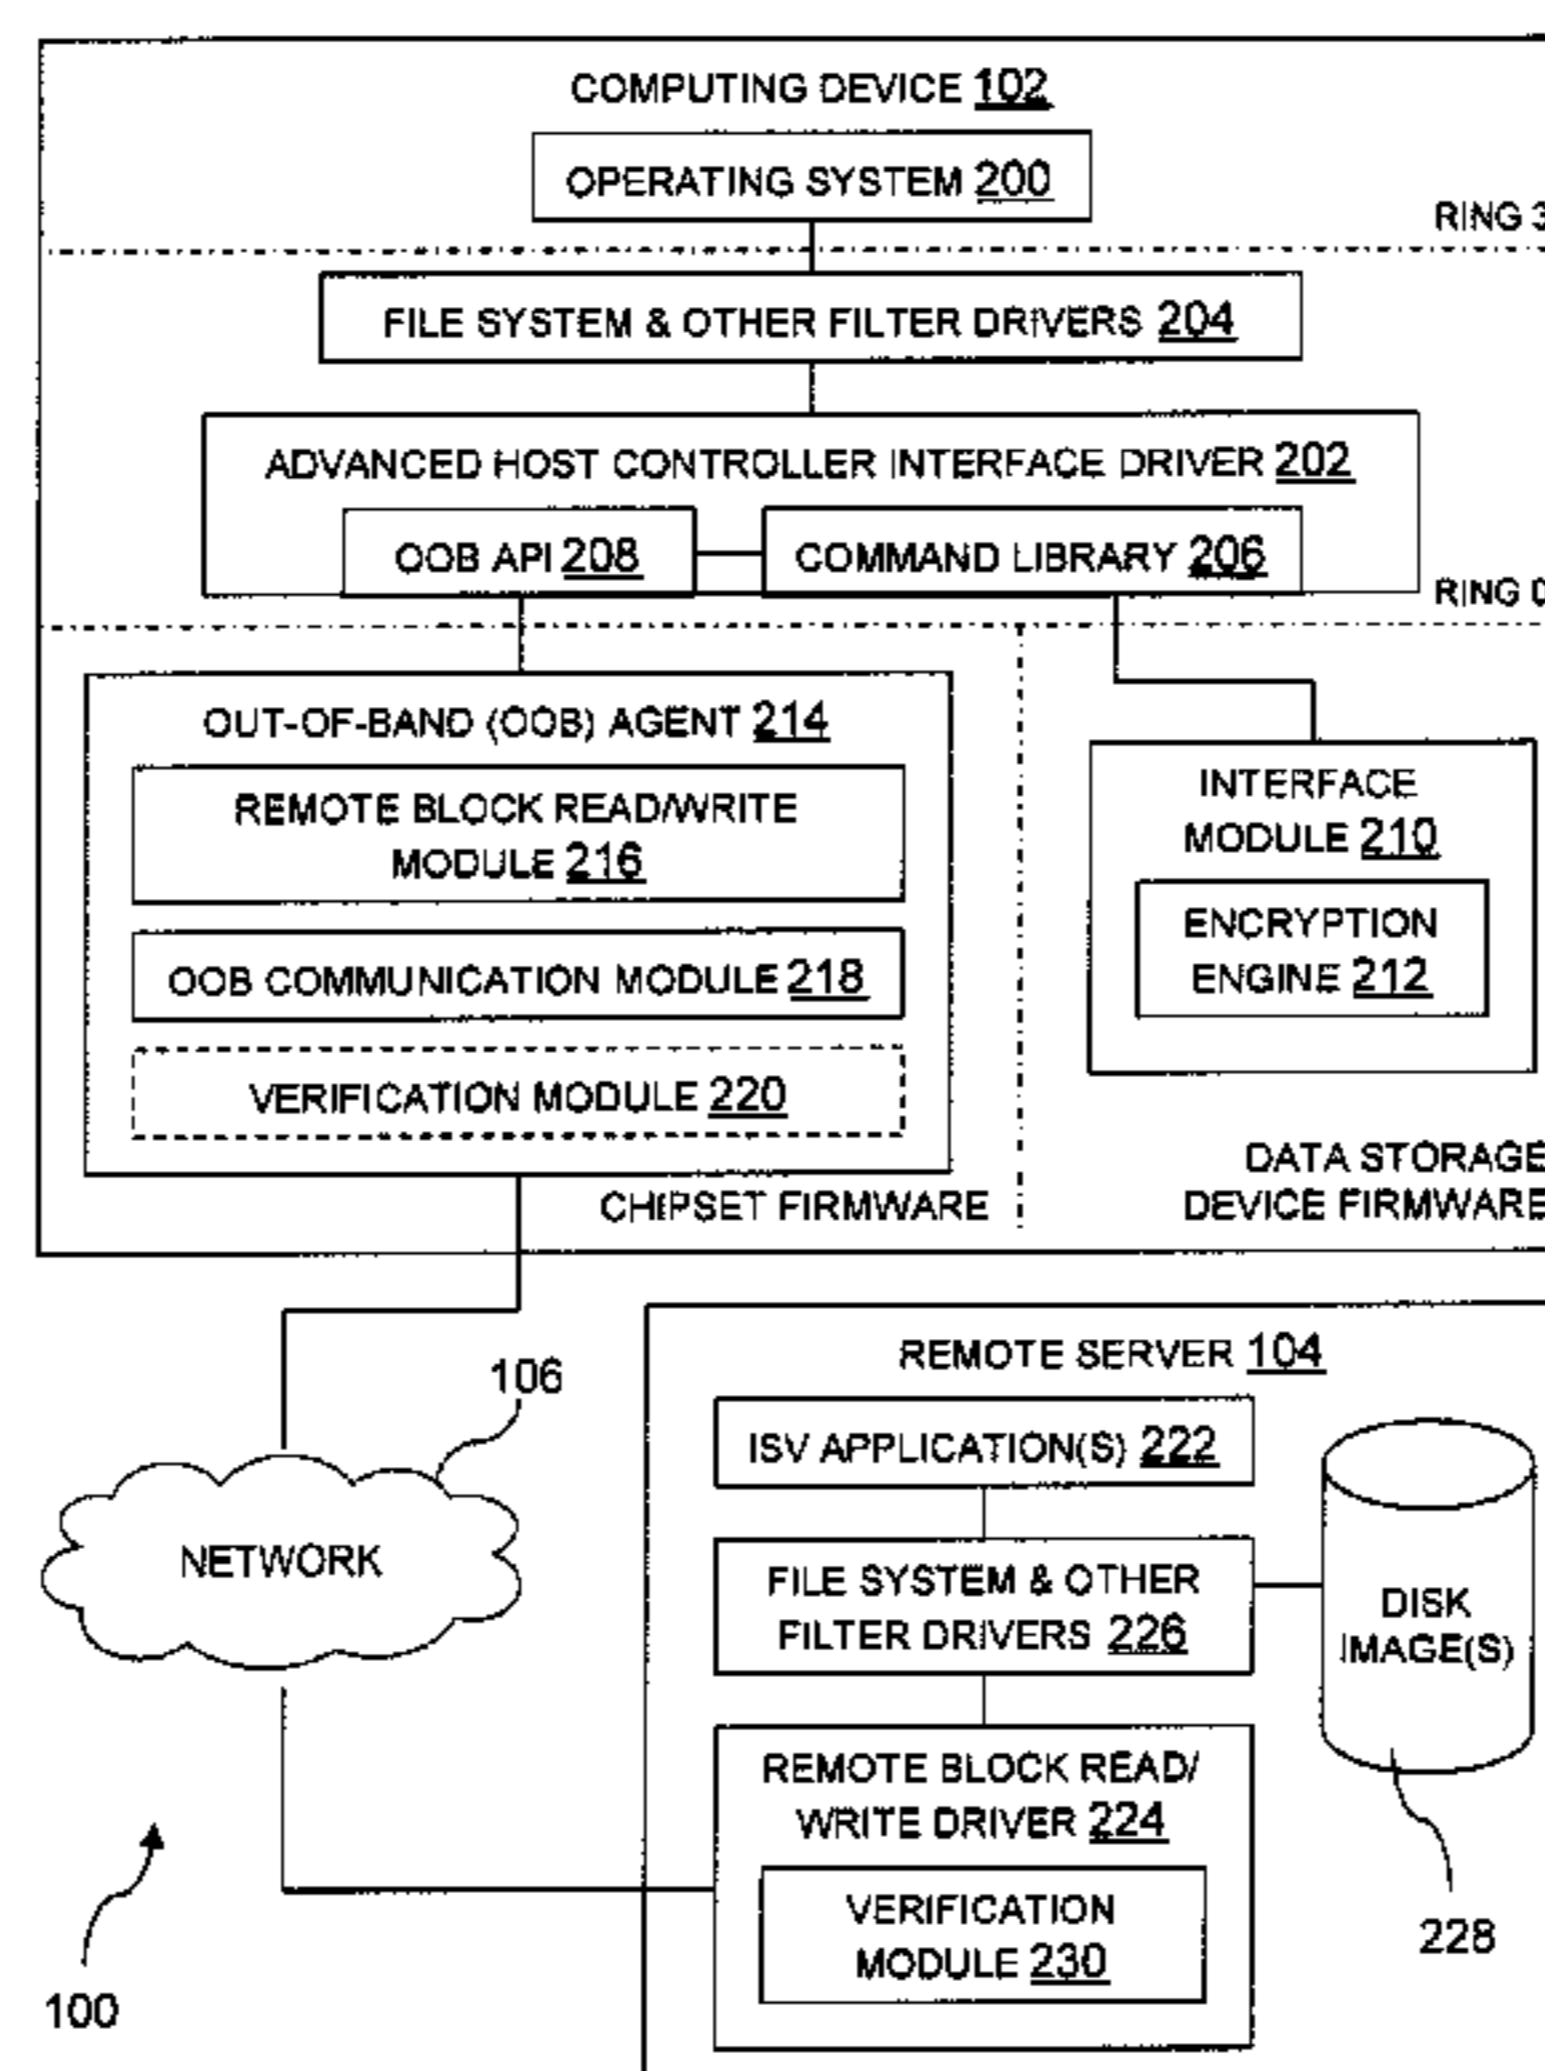 COMPUTING DEVICE 102
OPERATING SYSTEM 200
RING 3
FILE SYSTEM & OTHER FILTER DRIVERS 204
ADVANCED HOST CONTROLLER INTERFACE DRIVER 202
OOB API 208
COMMAND LIBRARY 206
RING 0
OUT-OF-BAND (OOB) AGENT 214
REMOTE BLOCK READ/WRITE
MODULE 216
OOB COMMUNICATION MODULE 218
VERIFICATION MODULE 220
CHIPSET FIRMWARE
INTERFACE
MODULE 210
ENCRYPTION
ENGINE 212
DATA STORAGE
DEVICE FIRMWARE
106
NETWORK
100
REMOTE SERVER 104
ISV APPLICATION(S) 222
FILE SYSTEM & OTHER
FILTER DRIVERS 226
DISK
IMAGE(S)
REMOTE BLOCK READ/
WRITE DRIVER 224
VERIFICATION
MODULE 230
228